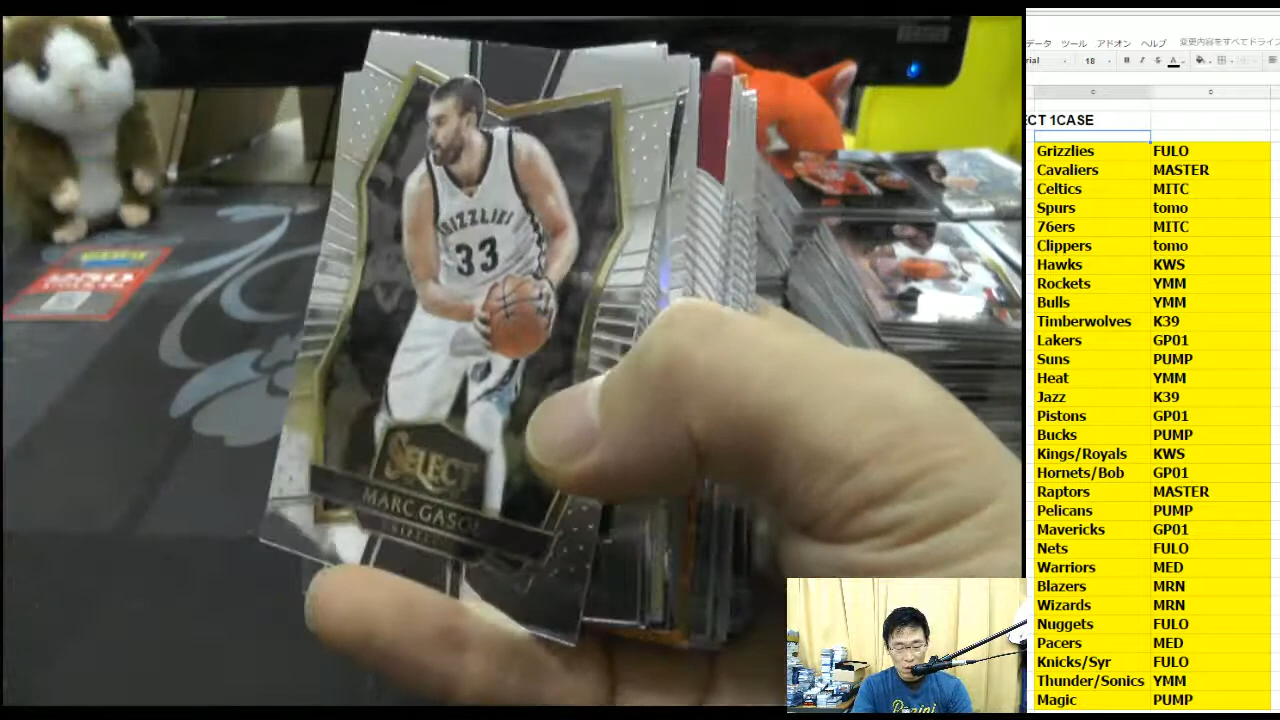 データ ツール アドオン ヘルプ 変更内容をすべてドライブ
rial 18 B I S A
C D
ECT 1CASE
Grizzlies FULO
Cavaliers MASTER
Celtics MITC
Spurs tomo
76ers MITC
Clippers tomo
Hawks KWS
Rockets YMM
Bulls YMM
Timberwolves K39
Lakers GP01
Suns PUMP
Heat YMM
Jazz K39
Pistons GP01
Bucks PUMP
Kings/Royals KWS
Hornets/Bob GP01
Raptors MASTER
Pelicans PUMP
Mavericks GP01
Nets FULO
Warriors MED
Blazers MRN
Wizards MRN
Nuggets FULO
Pacers MED
Knicks/Syr FULO
Thunder/Sonics YMM
Magic PUMP
GRIZZLIES
33
SELECT
MARC GASOL
Panini